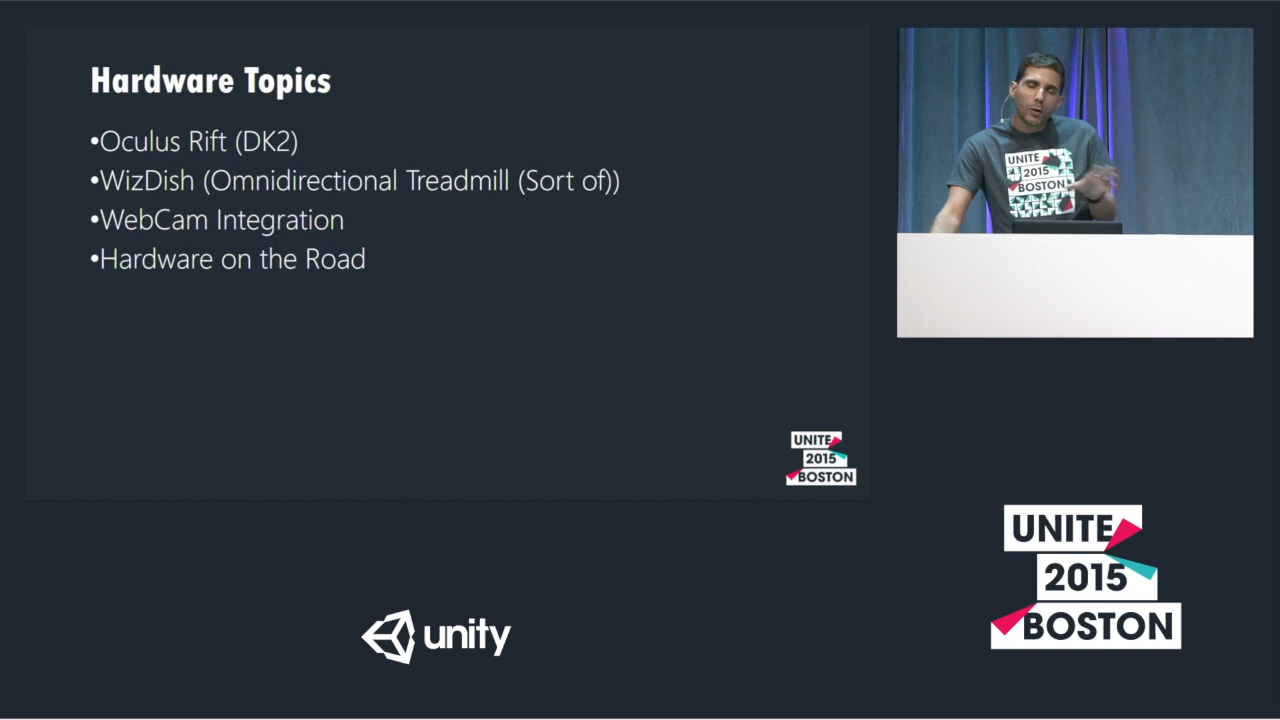 Hardware Topics
•Oculus Rift (DK2)
•WizDish (Omnidirectional Treadmill (Sort of))
•WebCam Integration
•Hardware on the Road
UNITE
2015
BOSTON
UNITE
2015
BOSTON
unity
UNITE
2015
BOSTON